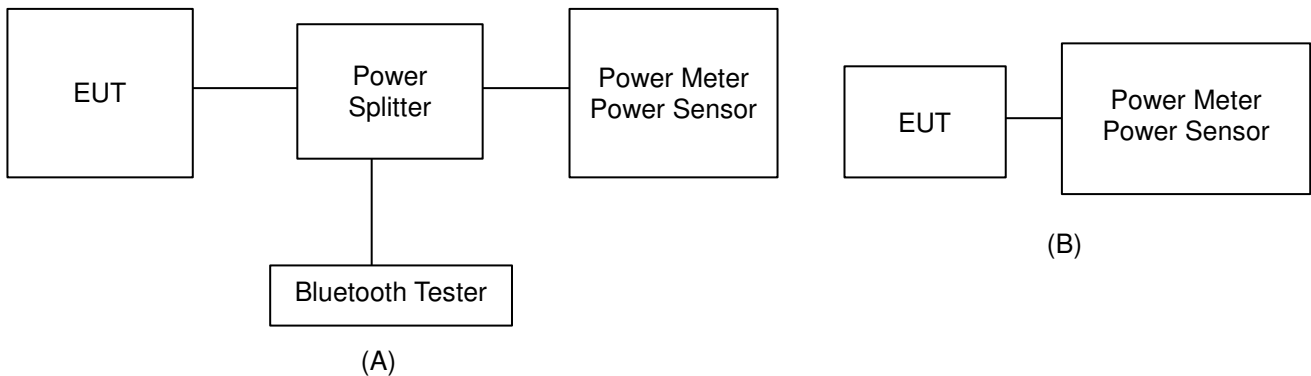 EUT
Power
Splitter
Power Meter
Power Sensor
Bluetooth Tester
(A)
EUT
Power Meter
Power Sensor
(B)